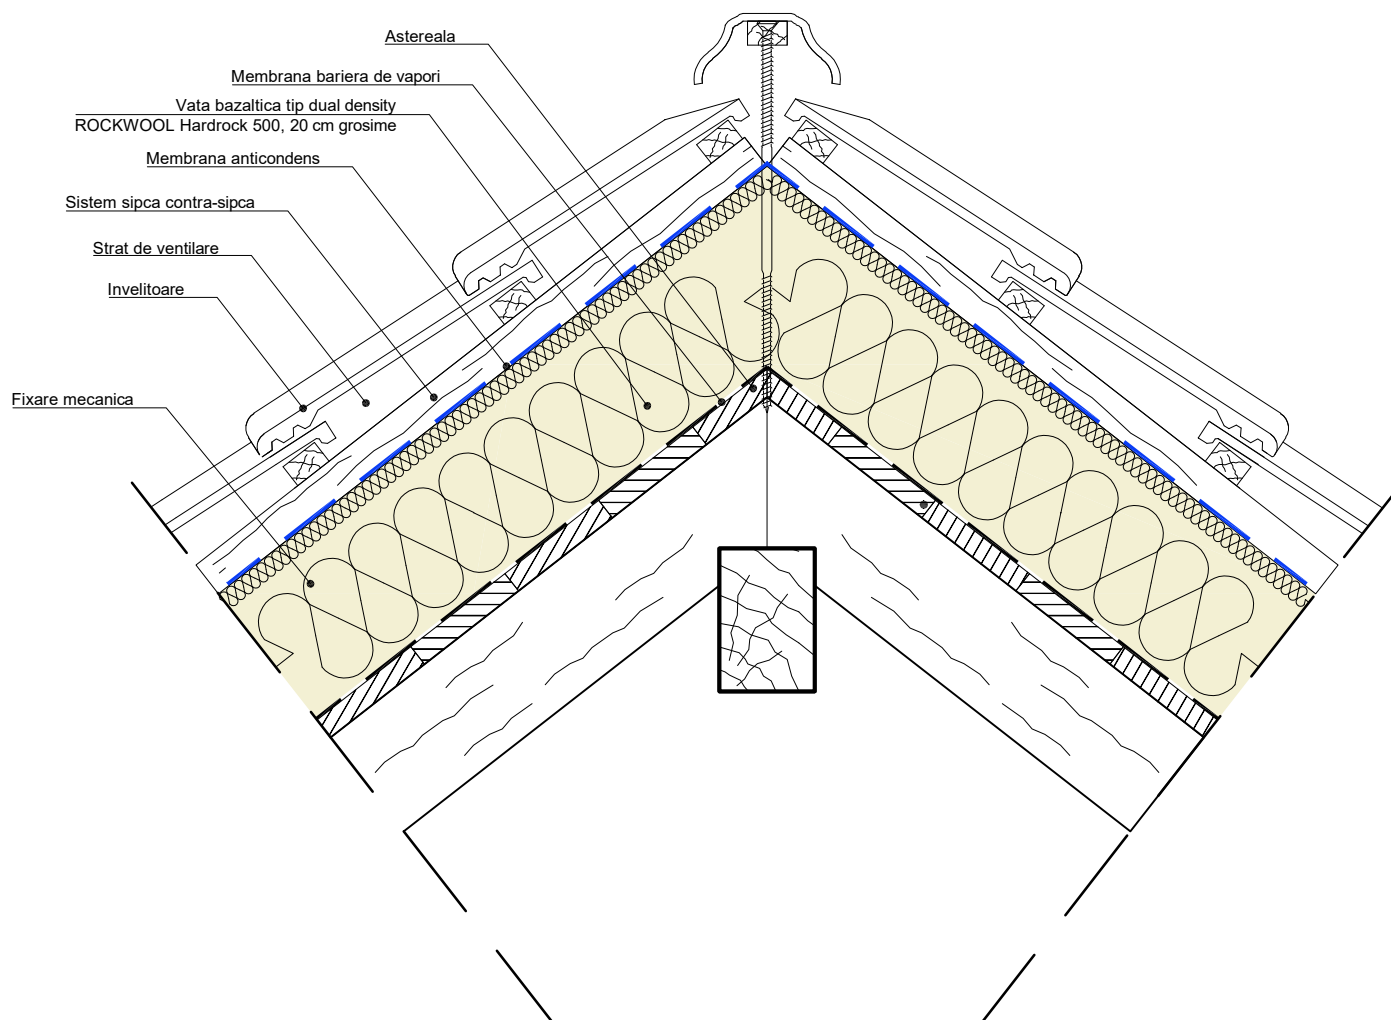 Astereala
Membrana bariera de vapori
Vata bazaltica tip dual density
ROCKWOOL Hardrock 500, 20 cm grosime
Membrana anticondens
Sistem sipca contra-sipca
Strat de ventilare
Invelitoare
Fixare mecanica